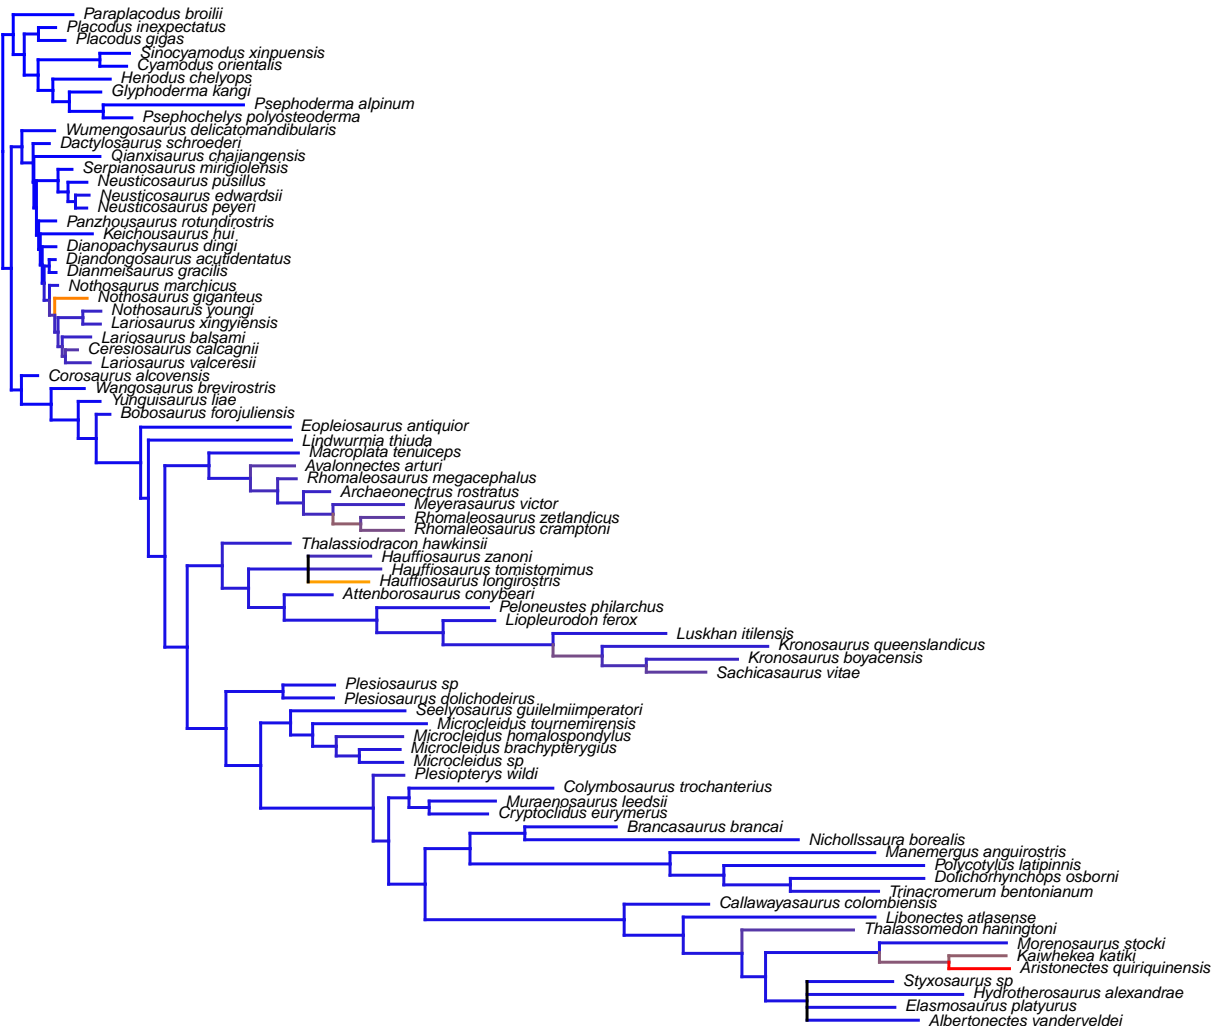 Paraplacodus broilii
Placodus inexpectatus
Placodus gigas
Sinocyamodus xinpuensis
Cyamodus orientalis
Henodus chelyops
Glyphoderma kangi
Psephoderma alpinum
Psephochelys polyosteoderma
Wumengosaurus delicatomandibularis
Dactylosaurus schroederi
Qianxisaurus chajiangensis
Serpianosaurus mirigiolensis
Neusticosaurus pusillus
Neusticosaurus edwardsii
Neusticosaurus peyeri
Panzhousaurus rotundirostris
Keichousaurus hui
Dianopachysaurus dingi
Diandongosaurus acutidentatus
Dianmeisaurus gracilis
Nothosaurus marchicus
Nothosaurus giganteus
Nothosaurus youngi
Lariosaurus xingyiensis
Lariosaurus balsami
Ceresiosaurus calcagnii
Lariosaurus valceresii
Corosaurus alcovensis
Wangosaurus brevirostris
Yunguisaurus liae
Bobosaurus forojuliensis
Eopleiosaurus antiquior
Lindwurmia thiuda
Macroplata tenuiceps
Avalonnectes arturi
Rhomaleosaurus megacephalus
Archaeonectrus rostratus
Meyerasaurus victor
Rhomaleosaurus zetlandicus
Rhomaleosaurus cramptoni
Thalassiodracon hawkinsii
Hauffiosaurus zanoni
Hauffiosaurus tomistomimus
Hauffiosaurus longirostris
Attenborosaurus conybeari
Peloneustes philarchus
Liopleurodon ferox
Luskhan itilensis
Kronosaurus queenslandicus
Kronosaurus boyacensis
Sachicasaurus vitae
Plesiosaurus sp
Plesiosaurus dolichodeirus
Seelyosaurus guilelmiimperatori
Microcleidus tournemirensis
Microcleidus homalospondylus
Microcleidus brachypterygius
Microcleidus sp
Plesiopterys wildi
Colymbosaurus trochanterius
Muraenosaurus leedsii
Cryptoclidus eurymerus
Brancasaurus brancai
Nichollssaura borealis
Manemergus anguirostris
Polycotylus latipinnis
Dolichorhynchops osborni
Trinacromerum bentonianum
Callawayasaurus colombiensis
Libonectes atlasense
Thalassomedon haningtoni
Morenosaurus stocki
Kaiwhekea katiki
Aristonectes quiriquinensis
Styxosaurus sp
Hydrotherosaurus alexandrae
Elasmosaurus platyurus
Albertonectes vanderveldei